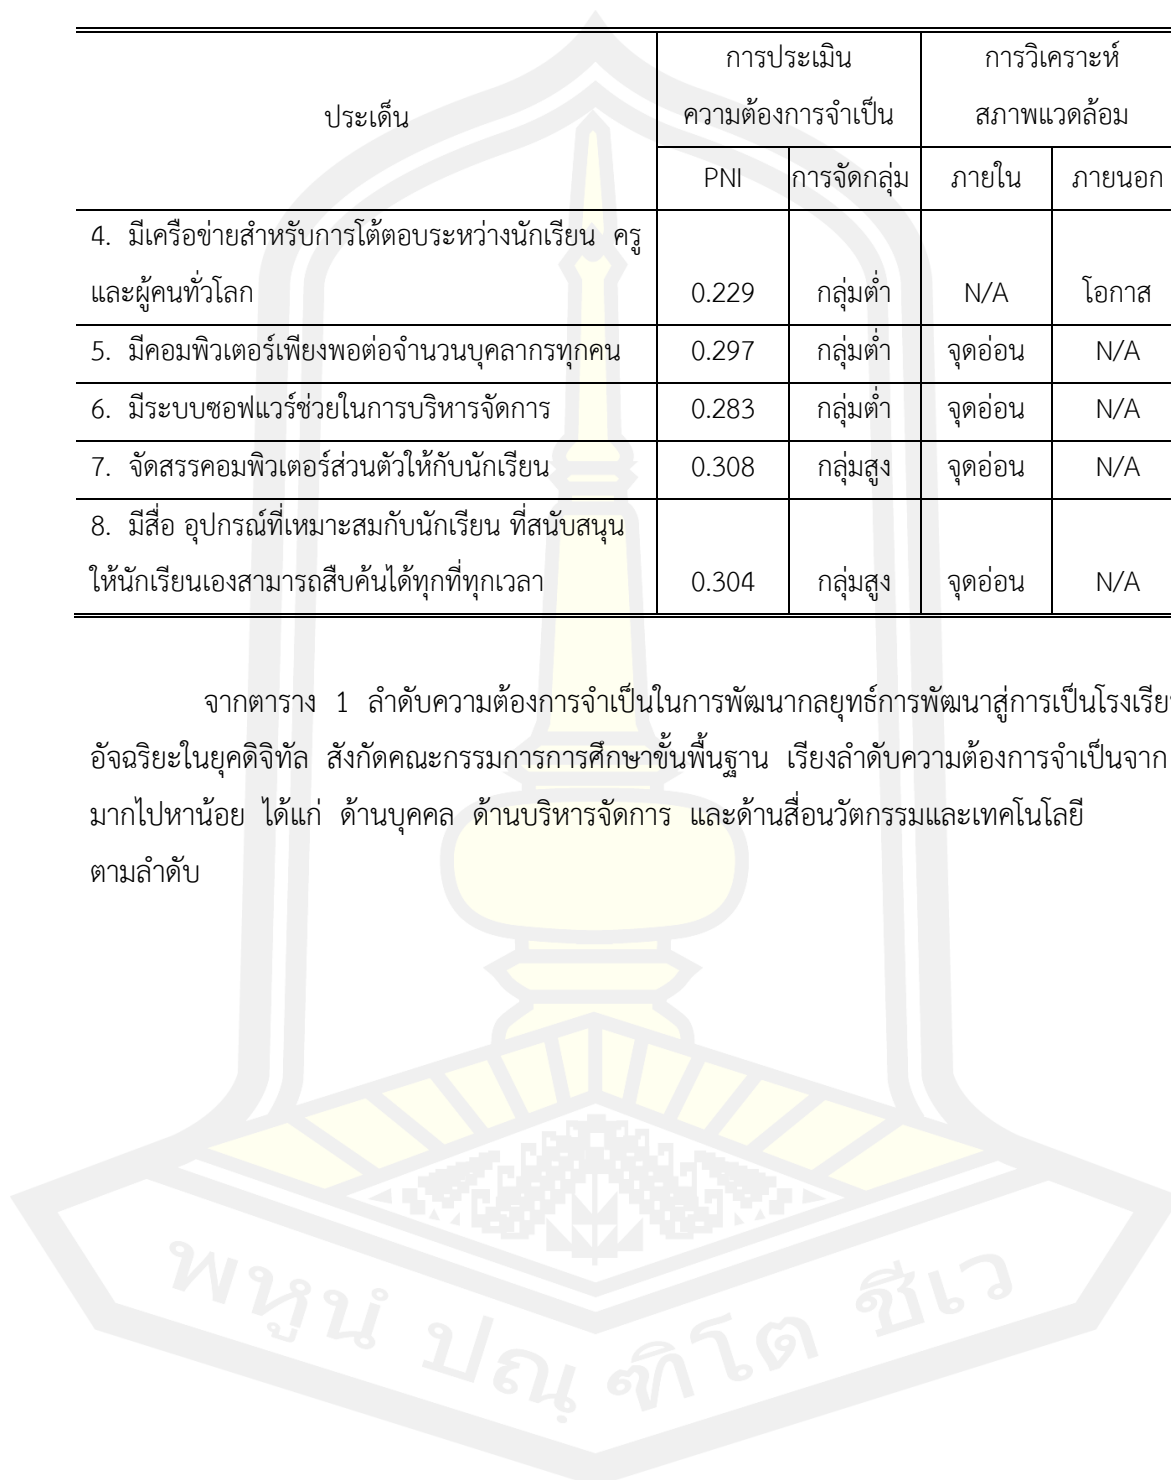 ประเด็น
การประเมิน
ความต้องการจำเป็น
การวิเคราะห์
สภาพแวดล้อม
PNI การจัดกลุ่ม ภายใน ภายนอก
4. มีเครือข่ายสำหรับการโต้ตอบระหว่างนักเรียน ครู
และผู้คนทั่วโลก 0.229 กลุ่มต่ำ N/A โอกาส
5. มีคอมพิวเตอร์เพียงพอต่อจำนวนบุคลากรทุกคน 0.297 กลุ่มต่ำ จุดอ่อน N/A
6. มีระบบซอฟแวร์ช่วยในการบริหารจัดการ 0.283 กลุ่มต่ำ จุดอ่อน N/A
7. จัดสรรคอมพิวเตอร์ส่วนตัวให้กับนักเรียน 0.308 กลุ่มสูง จุดอ่อน N/A
8. มีสื่อ อุปกรณ์ที่เหมาะสมกับนักเรียน ที่สนับสนุน
ให้นักเรียนเองสามารถสืบค้นได้ทุกที่ทุกเวลา 0.304 กลุ่มสูง จุดอ่อน N/A
จากตาราง 1 ลำดับความต้องการจำเป็นในการพัฒนากลยุทธ์การพัฒนาสู่การเป็นโรงเรียน
อัจฉริยะในยุคดิจิทัล สังกัดคณะกรรมการการศึกษาขั้นพื้นฐาน เรียงลำดับความต้องการจำเป็นจาก
มากไปหาน้อย ได้แก่ ด้านบุคคล ด้านบริหารจัดการ และด้านสื่อนวัตกรรมและเทคโนโลยี
ตามลำดับ
พหูนํ ปณฺฑิโต ชีเว